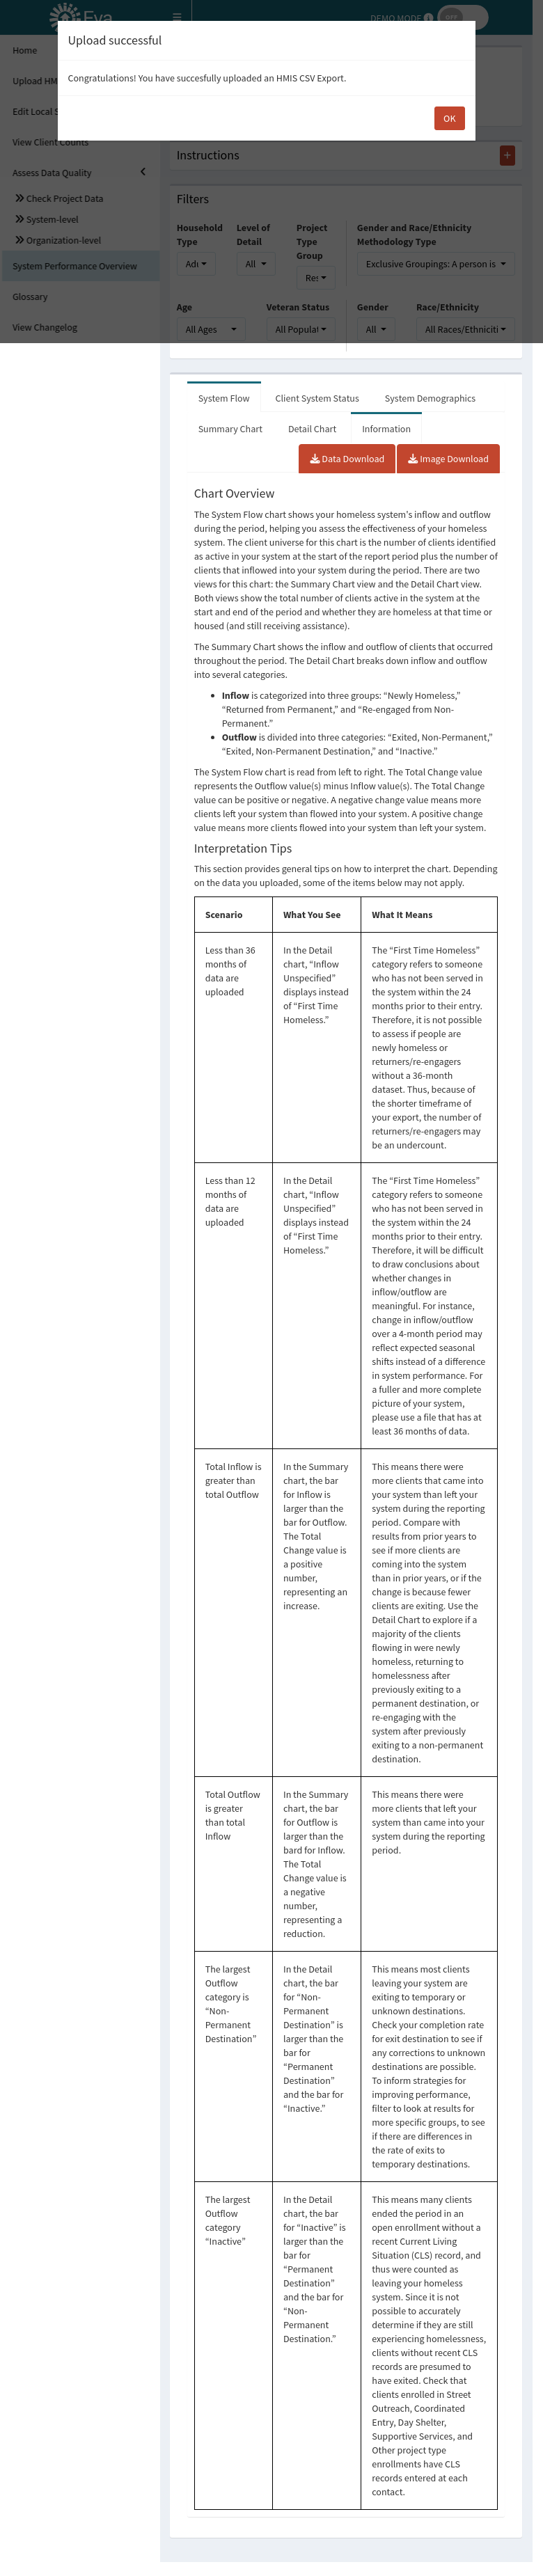 Eva
DEMO MODE
OFF
Upload successful
Congratulations! You have succesfully uploaded an HMIS CSV Export.
OK
Home
Upload HM
Edit Local S
View Client Counts
Assess Data Quality
Check Project Data
System-level
Organization-level
System Performance Overview
Glossary
View Changelog
Instructions
+
Filters
Household Type
Level of Detail
Project Type Group
Gender and Race/Ethnicity Methodology Type
All
Exclusive Groupings: A person is
Age
Veteran Status
Gender
Race/Ethnicity
All Ages
All Populat
All
All Races/Ethniciti
System Flow
Client System Status
System Demographics
Summary Chart
Detail Chart
Information
Data Download
Image Download
Chart Overview
The System Flow chart shows your homeless system's inflow and outflow
during the period, helping you assess the effectiveness of your homeless
system. The client universe for this chart is the number of clients identified
as active in your system at the start of the report period plus the number of
clients that inflowed into your system during the period. There are two
views for this chart: the Summary Chart view and the Detail Chart view.
Both views show the total number of clients active in the system at the
start and end of the period and whether they are homeless at that time or
housed (and still receiving assistance).
The Summary Chart shows the inflow and outflow of clients that occurred
throughout the period. The Detail Chart breaks down inflow and outflow
into several categories.
• Inflow is categorized into three groups: “Newly Homeless,”
“Returned from Permanent,” and “Re-engaged from Non-
Permanent.”
• Outflow is divided into three categories: “Exited, Non-Permanent,”
“Exited, Non-Permanent Destination,” and “Inactive.”
The System Flow chart is read from left to right. The Total Change value
represents the Outflow value(s) minus Inflow value(s). The Total Change
value can be positive or negative. A negative change value means more
clients left your system than flowed into your system. A positive change
value means more clients flowed into your system than left your system.
Interpretation Tips
This section provides general tips on how to interpret the chart. Depending
on the data you uploaded, some of the items below may not apply.
Scenario
What You See
What It Means
Less than 36
months of
data are
uploaded
In the Detail
chart, “Inflow
Unspecified”
displays instead
of “First Time
Homeless.”
The “First Time Homeless”
category refers to someone
who has not been served in
the system within the 24
months prior to their entry.
Therefore, it is not possible
to assess if people are
newly homeless or
returners/re-engagers
without a 36-month
dataset. Thus, because of
the shorter timeframe of
your export, the number of
returners/re-engagers may
be an undercount.
Less than 12
months of
data are
uploaded
In the Detail
chart, “Inflow
Unspecified”
displays instead
of “First Time
Homeless.”
The “First Time Homeless”
category refers to someone
who has not been served in
the system within the 24
months prior to their entry.
Therefore, it will be difficult
to draw conclusions about
whether changes in
inflow/outflow are
meaningful. For instance,
change in inflow/outflow
over a 4-month period may
reflect expected seasonal
shifts instead of a difference
in system performance. For
a fuller and more complete
picture of your system,
please use a file that has at
least 36 months of data.
Total Inflow is
greater than
total Outflow
In the Summary
chart, the bar
for Inflow is
larger than the
bar for Outflow.
The Total
Change value is
a positive
number,
representing an
increase.
This means there were
more clients that came into
your system than left your
system during the reporting
period. Compare with
results from prior years to
see if more clients are
coming into the system
than in prior years, or if the
change is because fewer
clients are exiting. Use the
Detail Chart to explore if a
majority of the clients
flowing in were newly
homeless, returning to
homelessness after
previously exiting to a
permanent destination, or
re-engaging with the
system after previously
exiting to a non-permanent
destination.
Total Outflow
is greater
than total
Inflow
In the Summary
chart, the bar
for Outflow is
larger than the
bard for Inflow.
The Total
Change value is
a negative
number,
representing a
reduction.
This means there were
more clients that left your
system than came into your
system during the reporting
period.
The largest
Outflow
category is
“Non-
Permanent
Destination”
In the Detail
chart, the bar
for “Non-
Permanent
Destination” is
larger than the
bar for
“Permanent
Destination”
and the bar for
“Inactive.”
This means most clients
leaving your system are
exiting to temporary or
unknown destinations.
Check your completion rate
for exit destination to see if
any corrections to unknown
destinations are possible.
To inform strategies for
improving performance,
filter to look at results for
more specific groups, to see
if there are differences in
the rate of exits to
temporary destinations.
The largest
Outflow
category
“Inactive”
In the Detail
chart, the bar
for “Inactive” is
larger than the
bar for
“Permanent
Destination”
and the bar for
“Non-
Permanent
Destination.”
This means many clients
ended the period in an
open enrollment without a
recent Current Living
Situation (CLS) record, and
thus were counted as
leaving your homeless
system. Since it is not
possible to accurately
determine if they are still
experiencing homelessness,
clients without recent CLS
records are presumed to
have exited. Check that
clients enrolled in Street
Outreach, Coordinated
Entry, Day Shelter,
Supportive Services, and
Other project type
enrollments have CLS
records entered at each
contact.